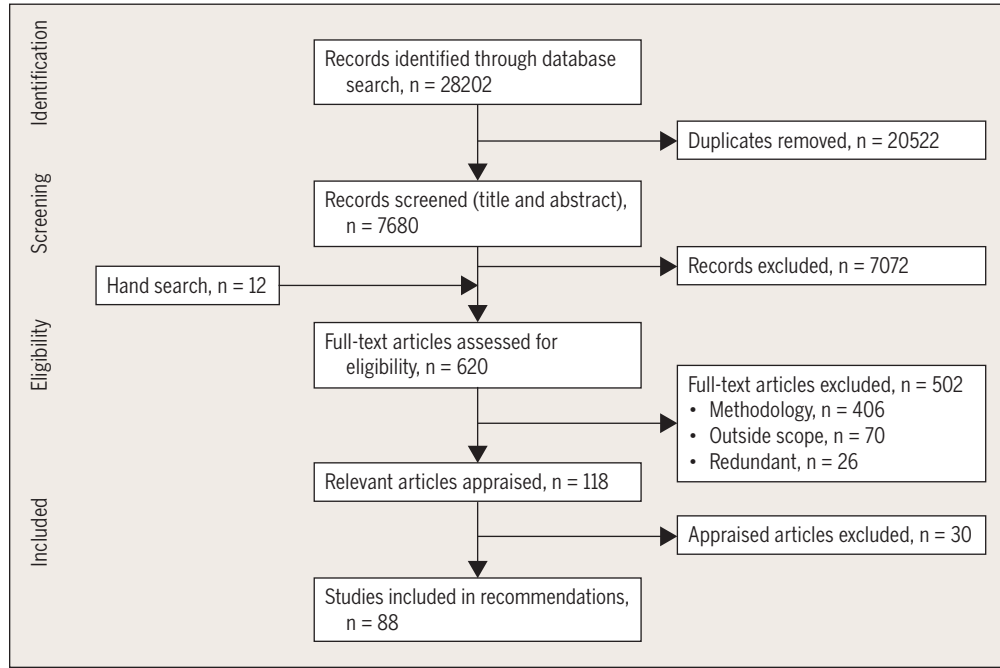 Identification
Records identified through database
search, n = 28202
Duplicates removed, n = 20522
Screening
Records screened (title and abstract),
n = 7680
Records excluded, n = 7072
Hand search, n = 12
Eligibility
Full-text articles assessed for
eligibility, n = 620
Full-text articles excluded, n = 502
• Methodology, n = 406
• Outside scope, n = 70
• Redundant, n = 26
Relevant articles appraised, n = 118
Included
Appraised articles excluded, n = 30
Studies included in recommendations,
n = 88